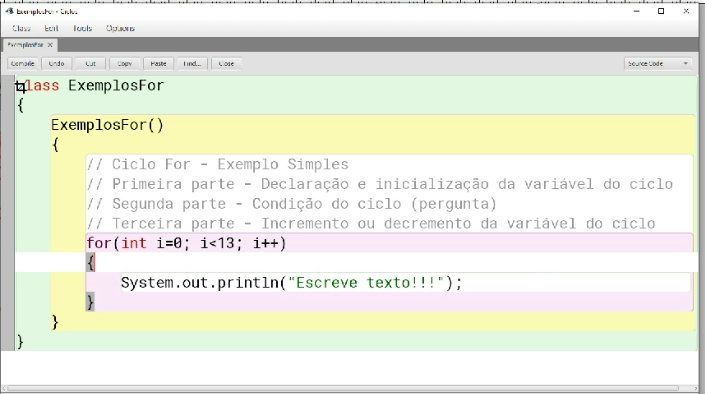 ExemplosFor - Ciclos
Class Edit Tools Options
ExemplosFor X
Compile Undo Cut Copy Paste Find... Close Source Code
class ExemplosFor
{
ExemplosFor()
{
// Ciclo For - Exemplo Simples
// Primeira parte - Declaração e inicialização da variável do ciclo
// Segunda parte - Condição do ciclo (pergunta)
// Terceira parte - Incremento ou decremento da variável do ciclo
for(int i=0; i<13; i++)
{
System.out.println("Escreve texto!!!");
}
}
}